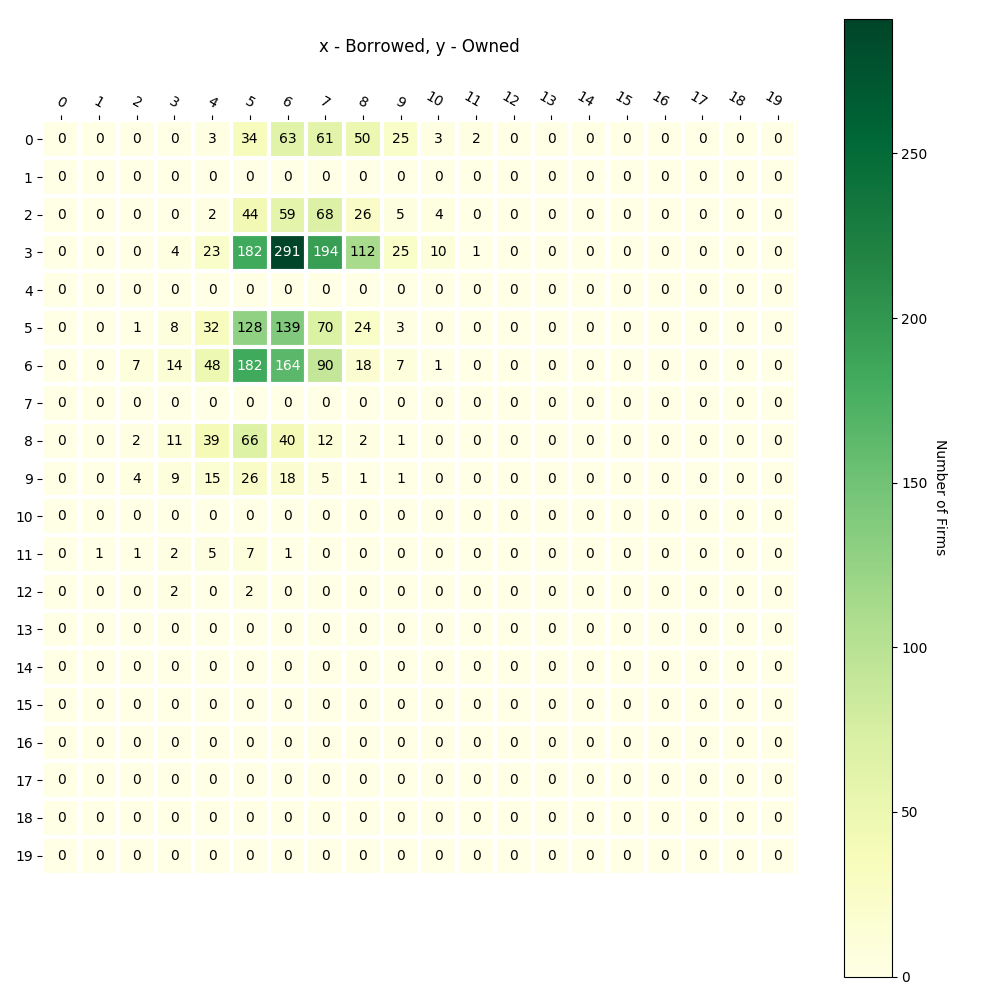 x - Borrowed, y - Owned
0 1 2 3 4 5 6 7 8 9 10 11 12 13 14 15 16 17 18 19
0 0 0 0 0 3 34 63 61 50 25 3 2 0 0 0 0 0 0 0 0
1 0 0 0 0 0 0 0 0 0 0 0 0 0 0 0 0 0 0 0 0
2 0 0 0 0 2 44 59 68 26 5 4 0 0 0 0 0 0 0 0 0
3 0 0 0 4 23 182 291 194 112 25 10 1 0 0 0 0 0 0 0 0
4 0 0 0 0 0 0 0 0 0 0 0 0 0 0 0 0 0 0 0 0
5 0 0 1 8 32 128 139 70 24 3 0 0 0 0 0 0 0 0 0 0
6 0 0 7 14 48 182 164 90 18 7 1 0 0 0 0 0 0 0 0 0
7 0 0 0 0 0 0 0 0 0 0 0 0 0 0 0 0 0 0 0 0
8 0 0 2 11 39 66 40 12 2 1 0 0 0 0 0 0 0 0 0 0
9 0 0 4 9 15 26 18 5 1 1 0 0 0 0 0 0 0 0 0 0
10 0 0 0 0 0 0 0 0 0 0 0 0 0 0 0 0 0 0 0 0
11 0 1 1 2 5 7 1 0 0 0 0 0 0 0 0 0 0 0 0 0
12 0 0 0 2 0 2 0 0 0 0 0 0 0 0 0 0 0 0 0 0
13 0 0 0 0 0 0 0 0 0 0 0 0 0 0 0 0 0 0 0 0
14 0 0 0 0 0 0 0 0 0 0 0 0 0 0 0 0 0 0 0 0
15 0 0 0 0 0 0 0 0 0 0 0 0 0 0 0 0 0 0 0 0
16 0 0 0 0 0 0 0 0 0 0 0 0 0 0 0 0 0 0 0 0
17 0 0 0 0 0 0 0 0 0 0 0 0 0 0 0 0 0 0 0 0
18 0 0 0 0 0 0 0 0 0 0 0 0 0 0 0 0 0 0 0 0
19 0 0 0 0 0 0 0 0 0 0 0 0 0 0 0 0 0 0 0 0
250
200
150
100
50
0
Number of Firms